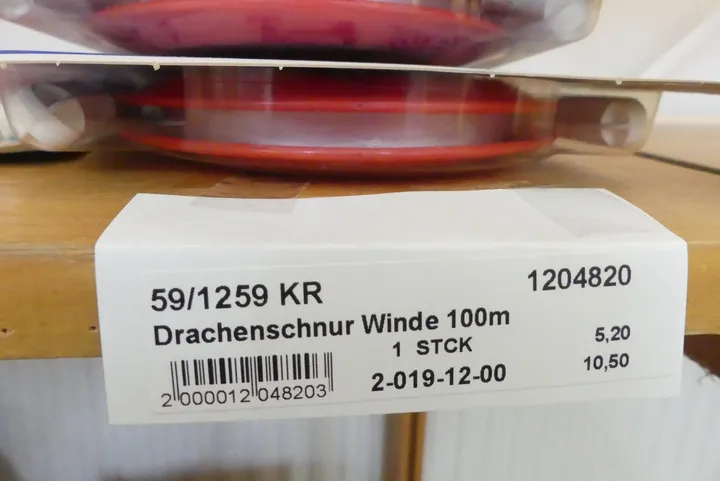 59/1259 KR
1204820
Drachenschnur Winde 100m
1 STCK
5,20
2-019-12-00
10,50
2 000012 048203